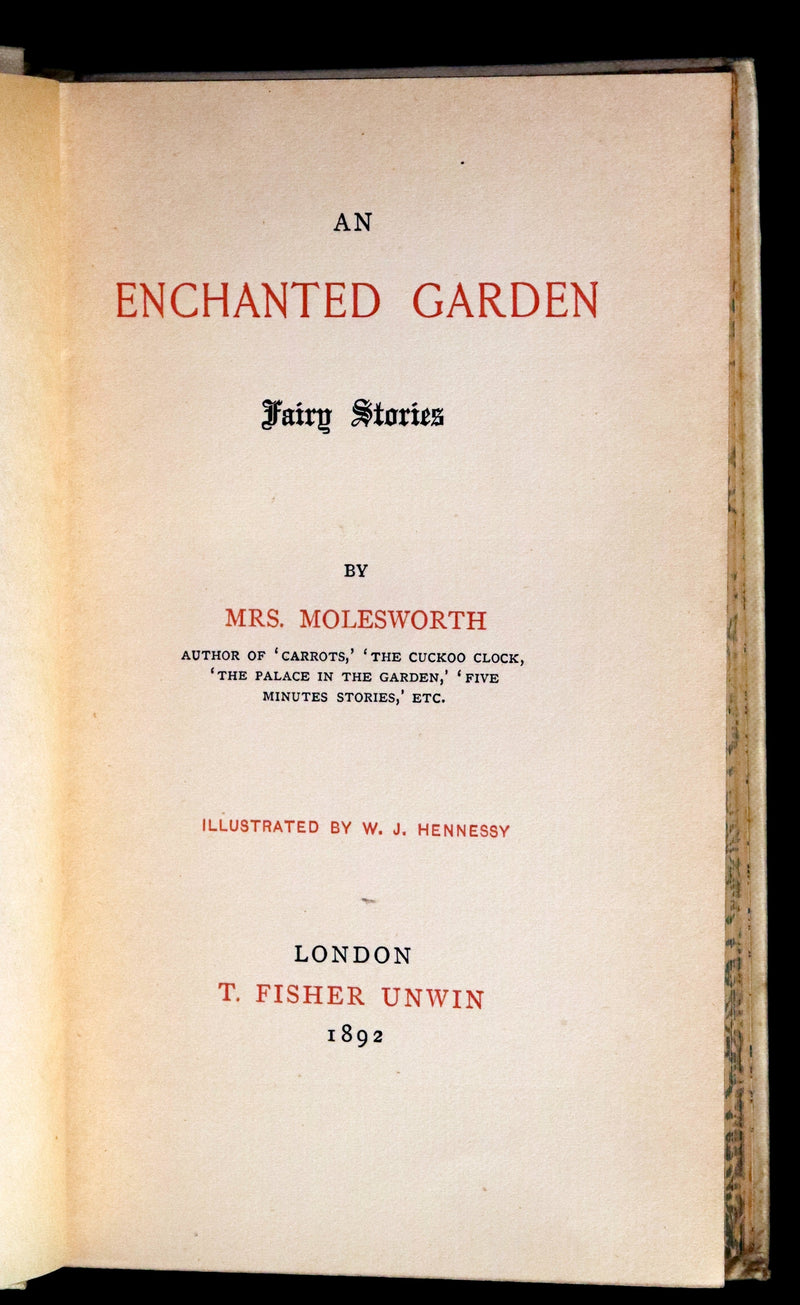 AN
ENCHANTED GARDEN
Fairy Stories
BY
MRS. MOLESWORTH
AUTHOR OF ‘CARROTS,’ ‘THE CUCKOO CLOCK,
‘THE PALACE IN THE GARDEN,’ ‘FIVE
MINUTES STORIES,’ ETC.
ILLUSTRATED BY W. J. HENNESSY
LONDON
T. FISHER UNWIN
1892